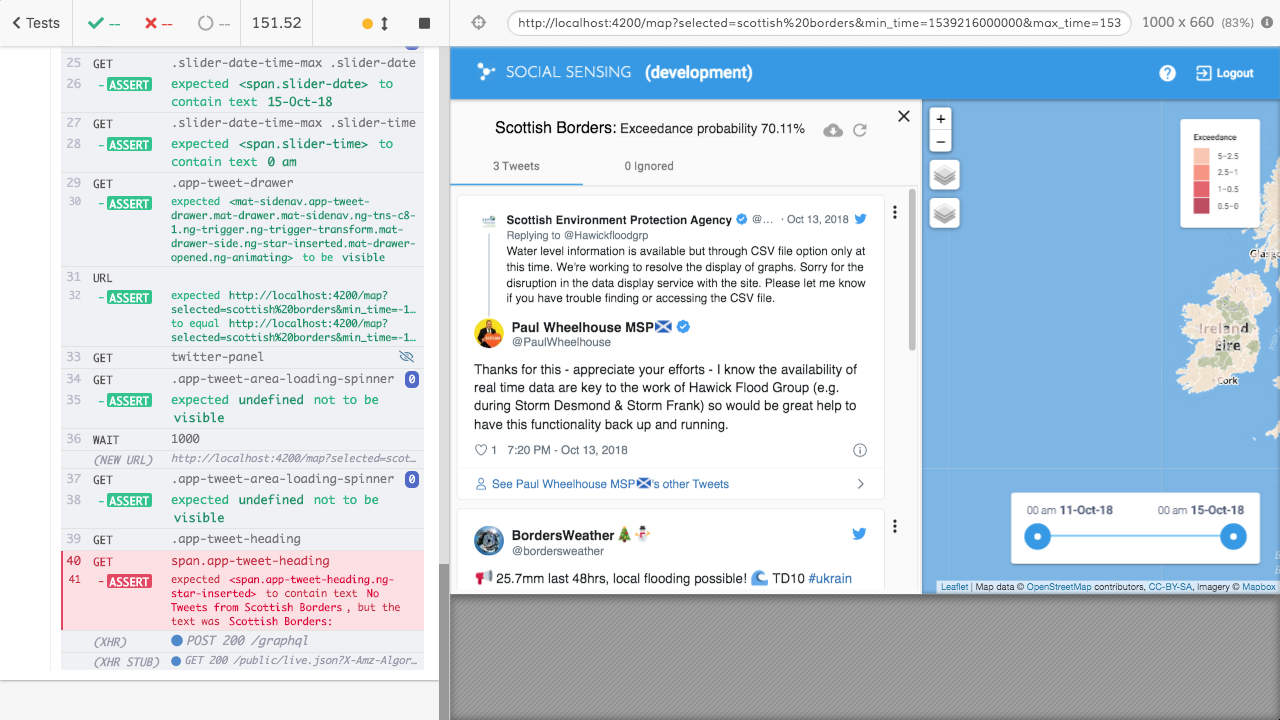 Tests
--
--
--
151.52
http://localhost:4200/map?selected=scottish%20borders&min_time=1539216000000&max_time=153
1000 x 660 (83%)
25 GET .slider-date-time-max .slider-date
26 - ASSERT expected <span.slider-date> to
contain text 15-Oct-18
27 GET .slider-date-time-max .slider-time
28 - ASSERT expected <span.slider-time> to
contain text 0 am
29 GET .app-tweet-drawer
30 - ASSERT expected <mat-sidenav.app-tweet-
drawer.mat-drawer.mat-sidenav.ng-tns-c8-
1.ng-trigger.ng-trigger-transform.mat-
drawer-side.ng-star-inserted.mat-drawer-
opened.ng-animating> to be visible
31 URL
32 - ASSERT expected http://localhost:4200/map?
selected=scottish%20borders&min_time=-1…
to equal http://localhost:4200/map?
selected=scottish%20borders&min_time=-1…
33 GET twitter-panel
34 GET .app-tweet-area-loading-spinner 0
35 - ASSERT expected undefined not to be
visible
36 WAIT 1000
(NEW URL) http://localhost:4200/map?selected=scot…
37 GET .app-tweet-area-loading-spinner 0
38 - ASSERT expected undefined not to be
visible
39 GET .app-tweet-heading
40 GET span.app-tweet-heading
41 - ASSERT expected <span.app-tweet-heading.ng-
star-inserted> to contain text No
Tweets from Scottish Borders , but the
text was Scottish Borders:
(XHR) POST 200 /graphql
(XHR STUB) GET 200 /public/live.json?X-Amz-Algor…
SOCIAL SENSING (development)
? Logout
Scottish Borders: Exceedance probability 70.11%
3 Tweets 0 Ignored
Scottish Environment Protection Agency @... · Oct 13, 2018
Replying to @Hawickfloodgrp
Water level information is available but through CSV file option only at
this time. We're working to resolve the display of graphs. Sorry for the
disruption in the data display service with the site. Please let me know
if you have trouble finding or accessing the CSV file.
Paul Wheelhouse MSP
@PaulWheelhouse
Thanks for this - appreciate your efforts - I know the availability of
real time data are key to the work of Hawick Flood Group (e.g.
during Storm Desmond & Storm Frank) so would be great help to
have this functionality back up and running.
1 7:20 PM - Oct 13, 2018
See Paul Wheelhouse MSP's other Tweets
BordersWeather
@bordersweather
25.7mm last 48hrs, local flooding possible! TD10 #ukrain
+
−
Exceedance
5–2.5
2.5–1
1–0.5
0.5–0
Glasg
Ireland
Éire
Cork
00 am 11-Oct-18 00 am 15-Oct-18
Leaflet | Map data © OpenStreetMap contributors, CC-BY-SA, Imagery © Mapbox